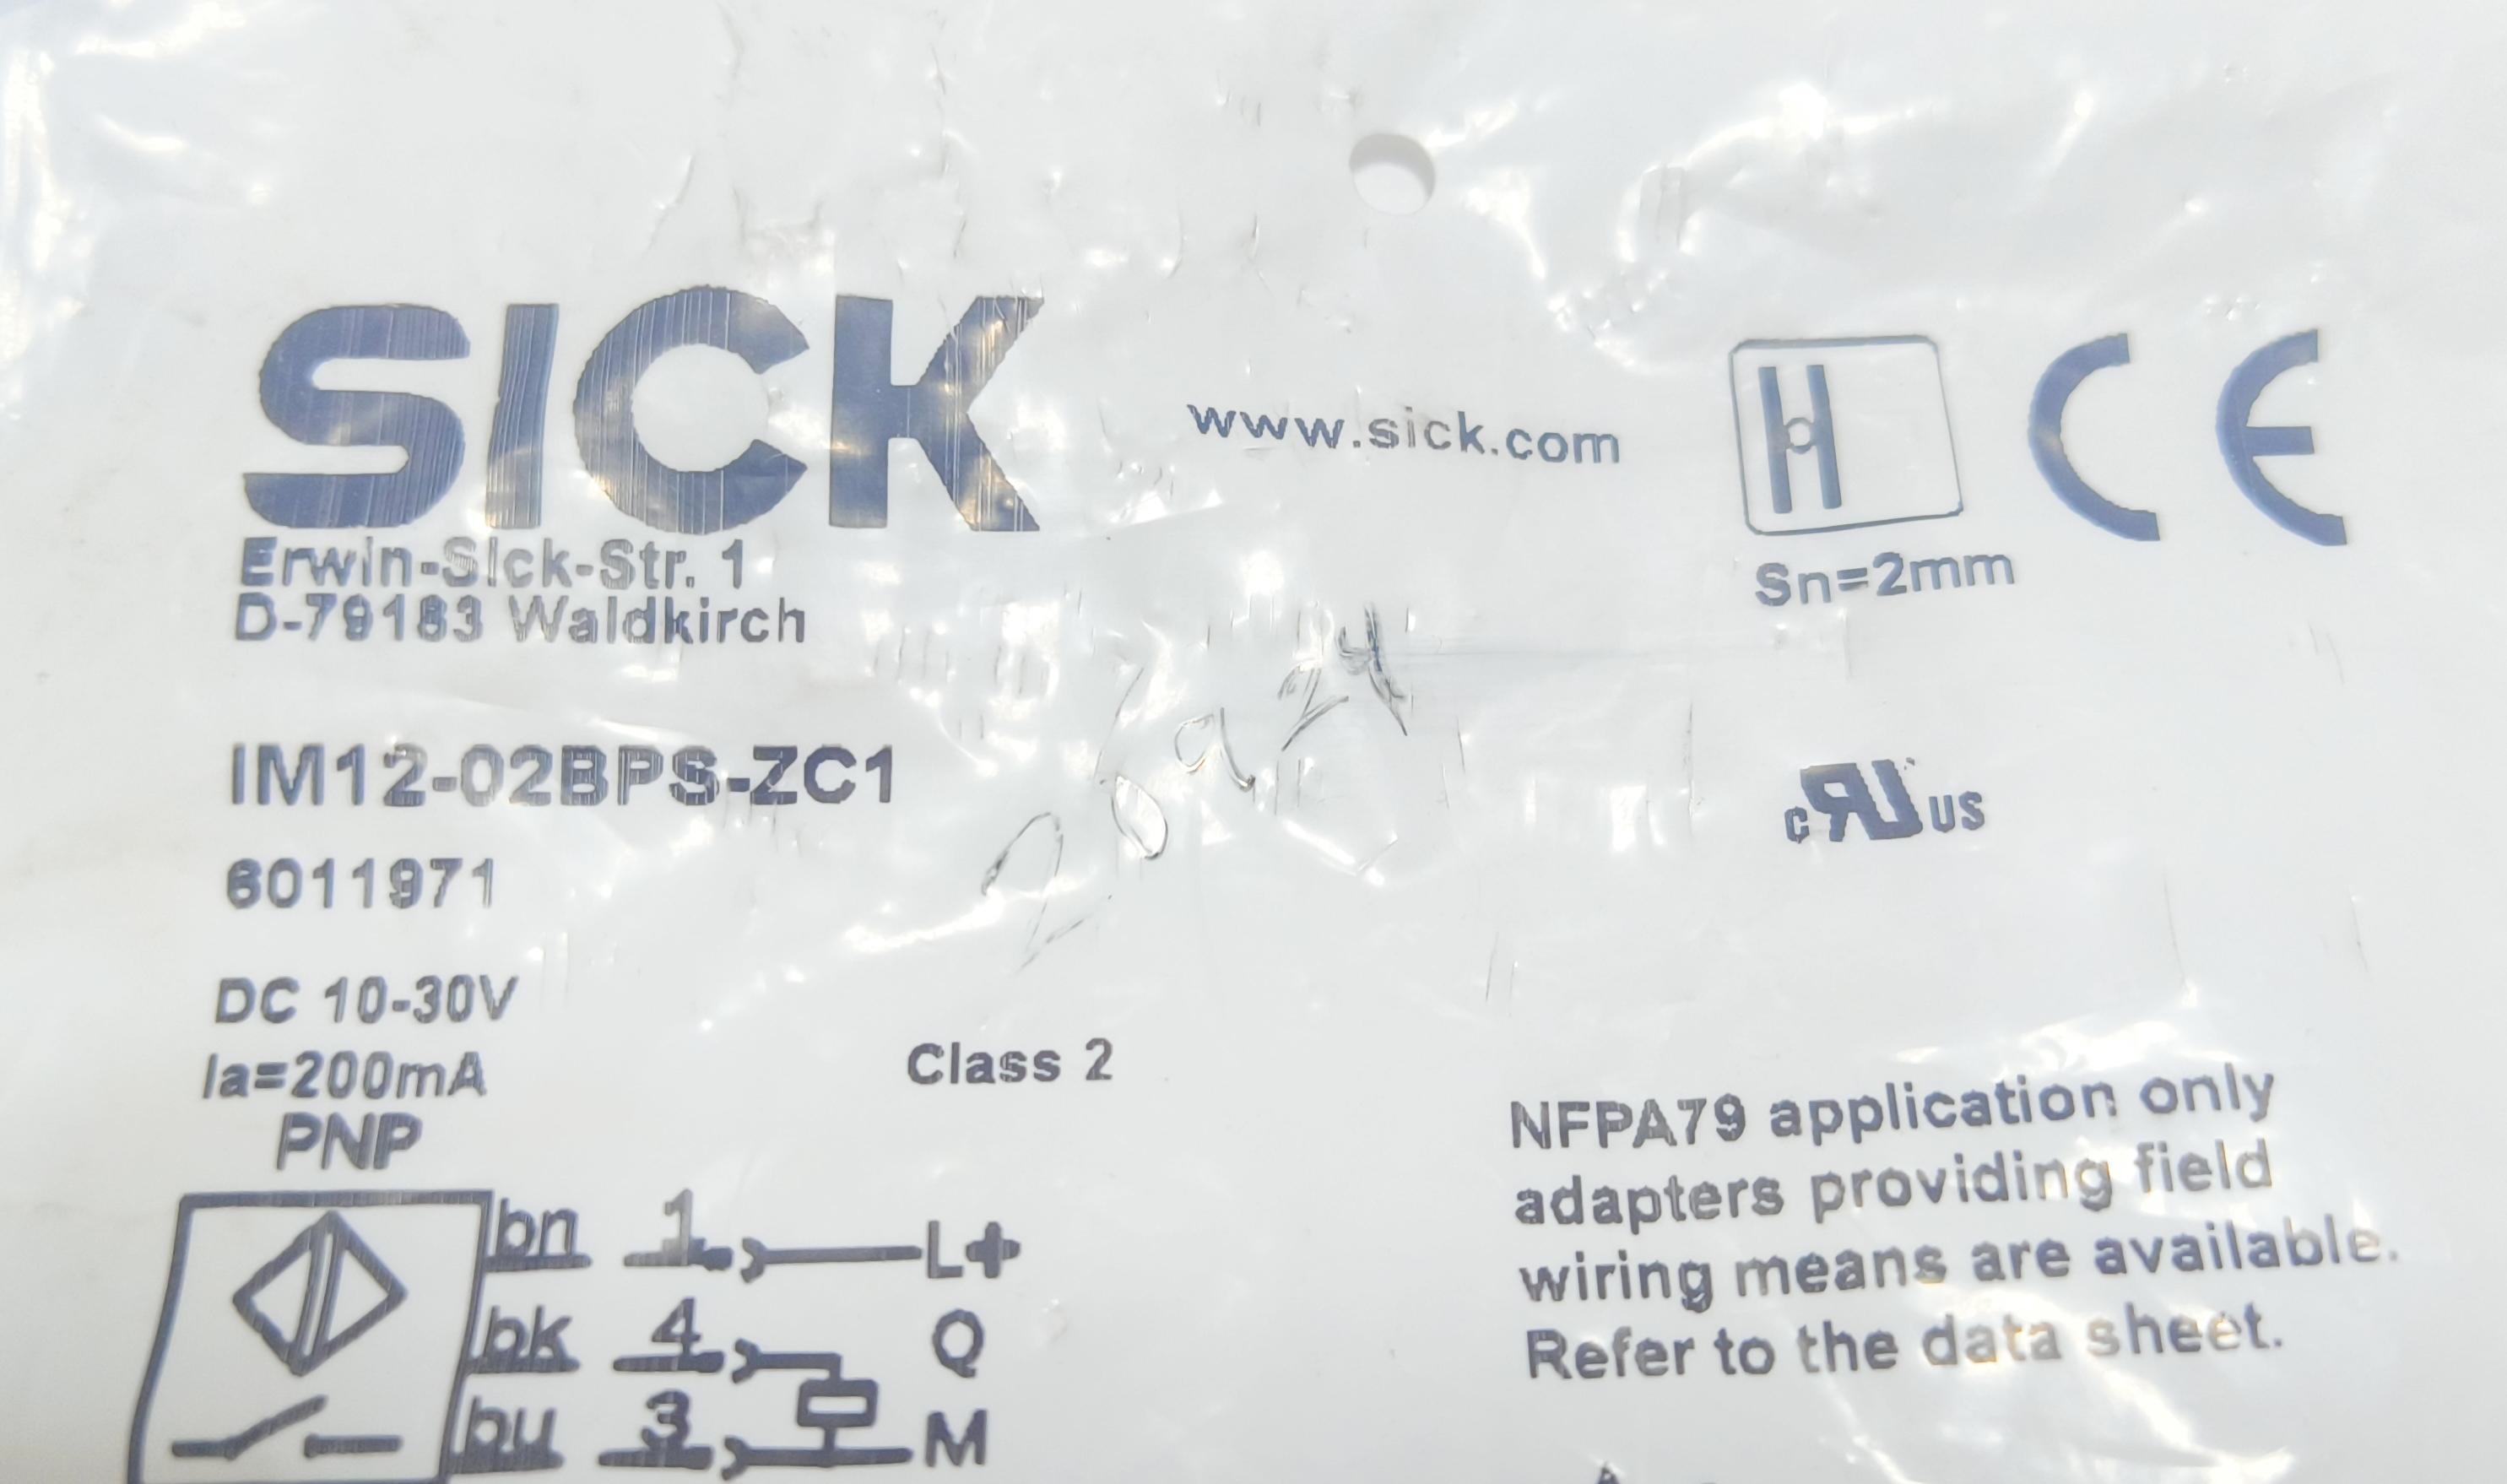 SICK
www.sick.com
CE
Erwin-Sick-Str. 1
D-79183 Waldkirch
Sn=2mm
IM12-02BPS-ZC1
cRUus
6011971
DC 10-30V
Ia=200mA
Class 2
PNP
NFPA79 application only
adapters providing field
wiring means are available.
Refer to the data sheet.
bn 1 L+
bk 4 Q
bu 3 M